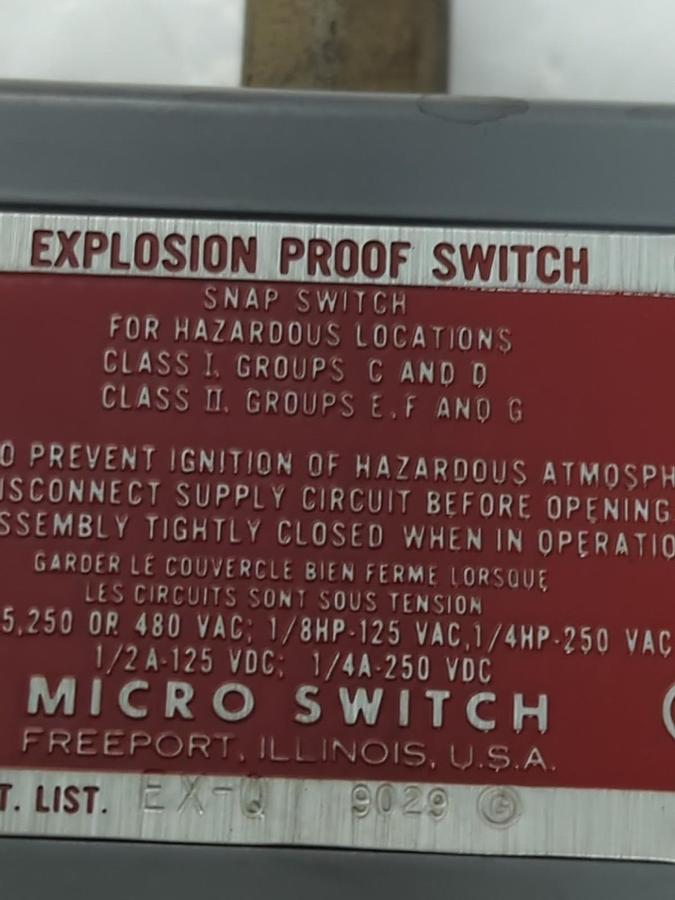 EXPLOSION PROOF SWITCH
SNAP SWITCH
FOR HAZARDOUS LOCATIONS
CLASS I, GROUPS C AND D
CLASS II, GROUPS E,F AND G
O PREVENT IGNITION OF HAZARDOUS ATMOSPH
ISCONNECT SUPPLY CIRCUIT BEFORE OPENING
SSEMBLY TIGHTLY CLOSED WHEN IN OPERATIO
GARDER LE COUVERCLE BIEN FERME LORSQUE
LES CIRCUITS SONT SOUS TENSION
5,250 OR 480 VAC; 1/8HP-125 VAC,1/4HP-250 VAC
1/2A-125 VDC; 1/4A-250 VDC
MICRO SWITCH
FREEPORT, ILLINOIS, U.S.A.
T. LIST. EX-Q 9029 G